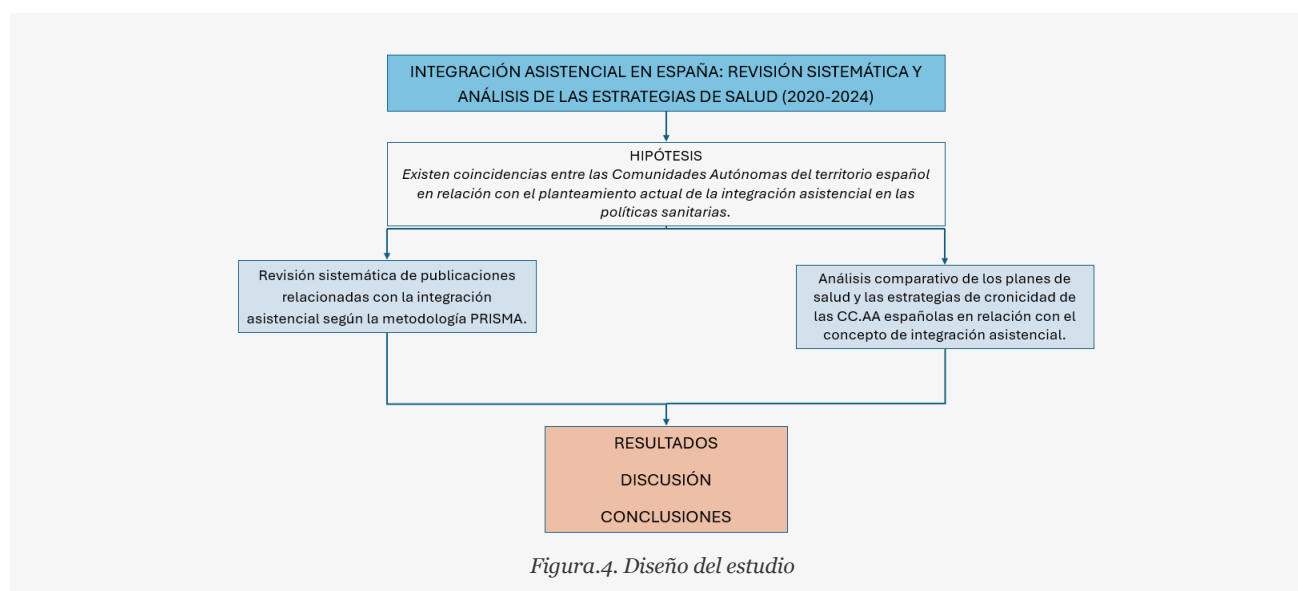 INTEGRACIÓN ASISTENCIAL EN ESPAÑA: REVISIÓN SISTEMÁTICA Y
ANÁLISIS DE LAS ESTRATEGIAS DE SALUD (2020-2024)
HIPÓTESIS
Existen coincidencias entre las Comunidades Autónomas del territorio español
en relación con el planteamiento actual de la integración asistencial en las
políticas sanitarias.
Revisión sistemática de publicaciones
relacionadas con la integración
asistencial según la metodología PRISMA.
Análisis comparativo de los planes de
salud y las estrategias de cronicidad de
las CC.AA españolas en relación con el
concepto de integración asistencial.
RESULTADOS
DISCUSIÓN
CONCLUSIONES
Figura.4. Diseño del estudio